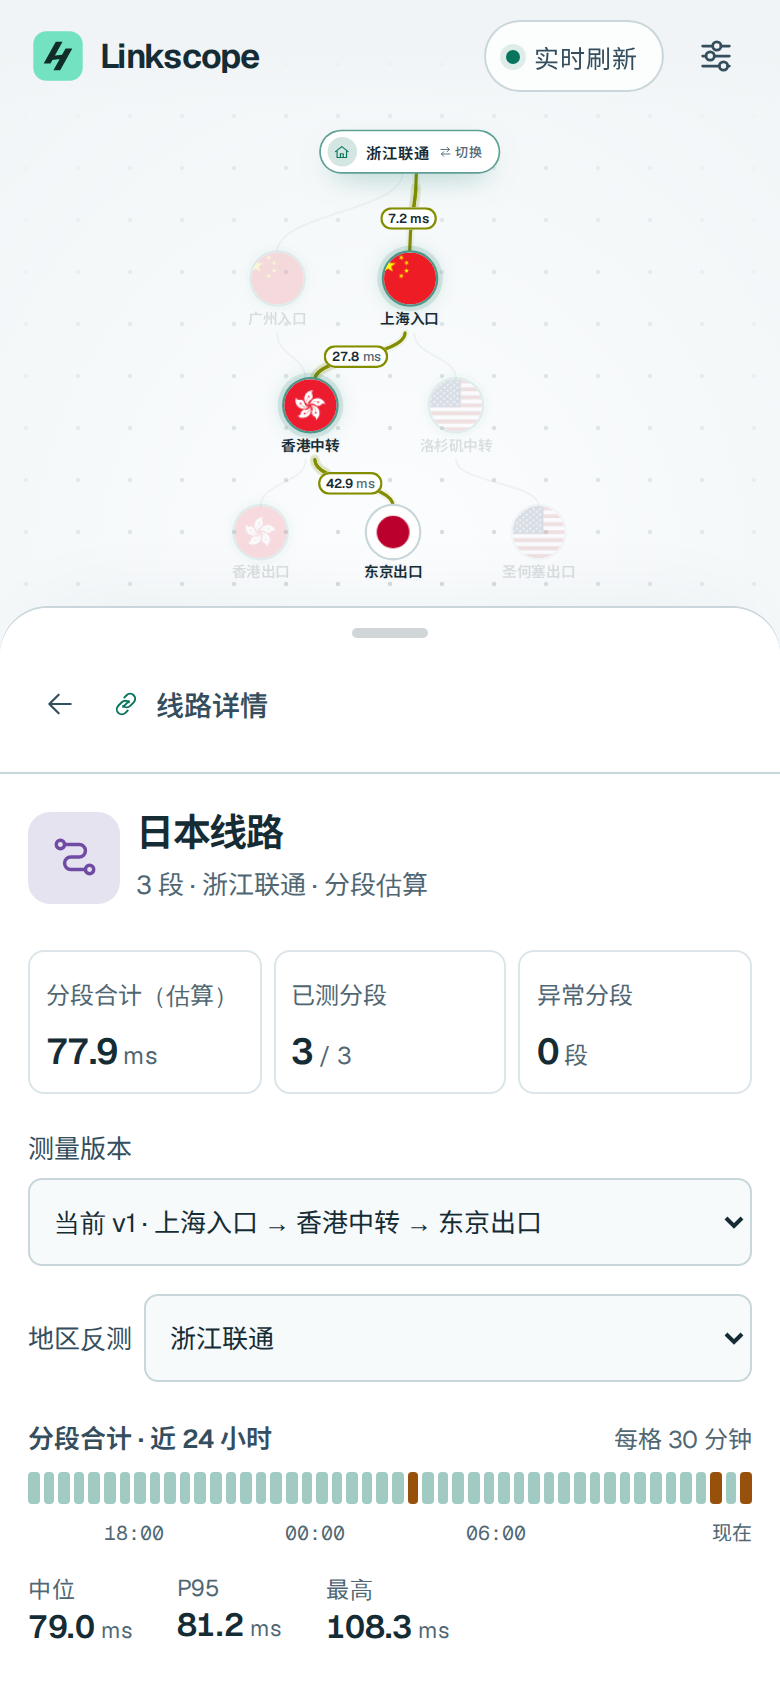 Linkscope
实时刷新
浙江联通 切换
7.2 ms
广州入口
上海入口
27.8 ms
香港中转
洛杉矶中转
42.9 ms
香港出口
东京出口
圣何塞出口
线路详情
日本线路
3 段 · 浙江联通 · 分段估算
分段合计（估算）
77.9 ms
已测分段
3 / 3
异常分段
0 段
测量版本
当前 v1 · 上海入口 → 香港中转 → 东京出口
地区反测
浙江联通
分段合计 · 近 24 小时
每格 30 分钟
18:00 00:00 06:00 现在
中位 P95 最高
79.0 ms 81.2 ms 108.3 ms